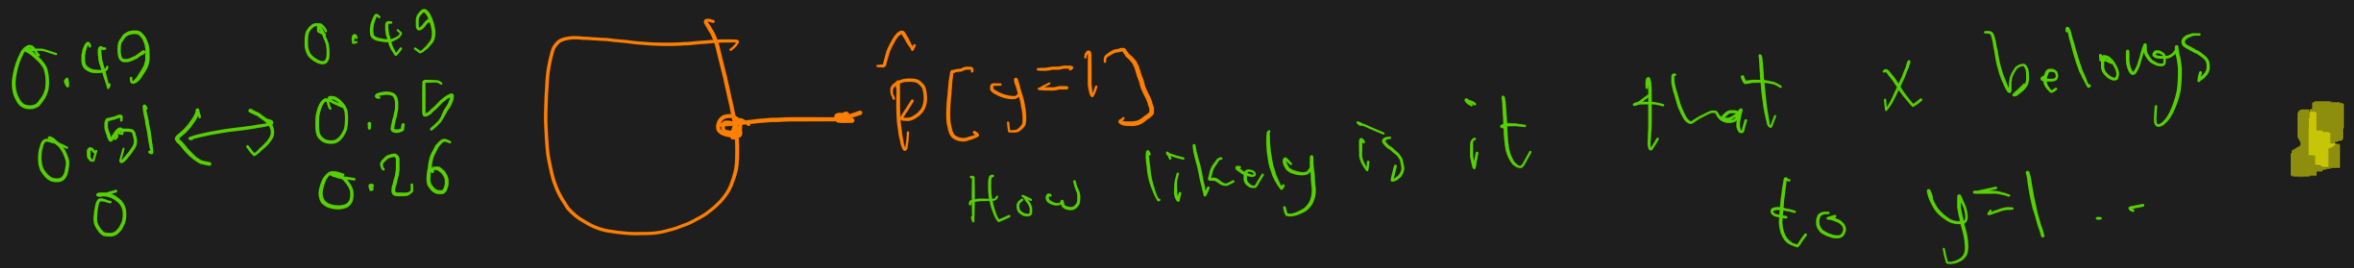 0.49
0.51 ↔
0
0.49
0.25
0.26
P̂[y=1]
How likely is it that x belongs
to y=1 ..